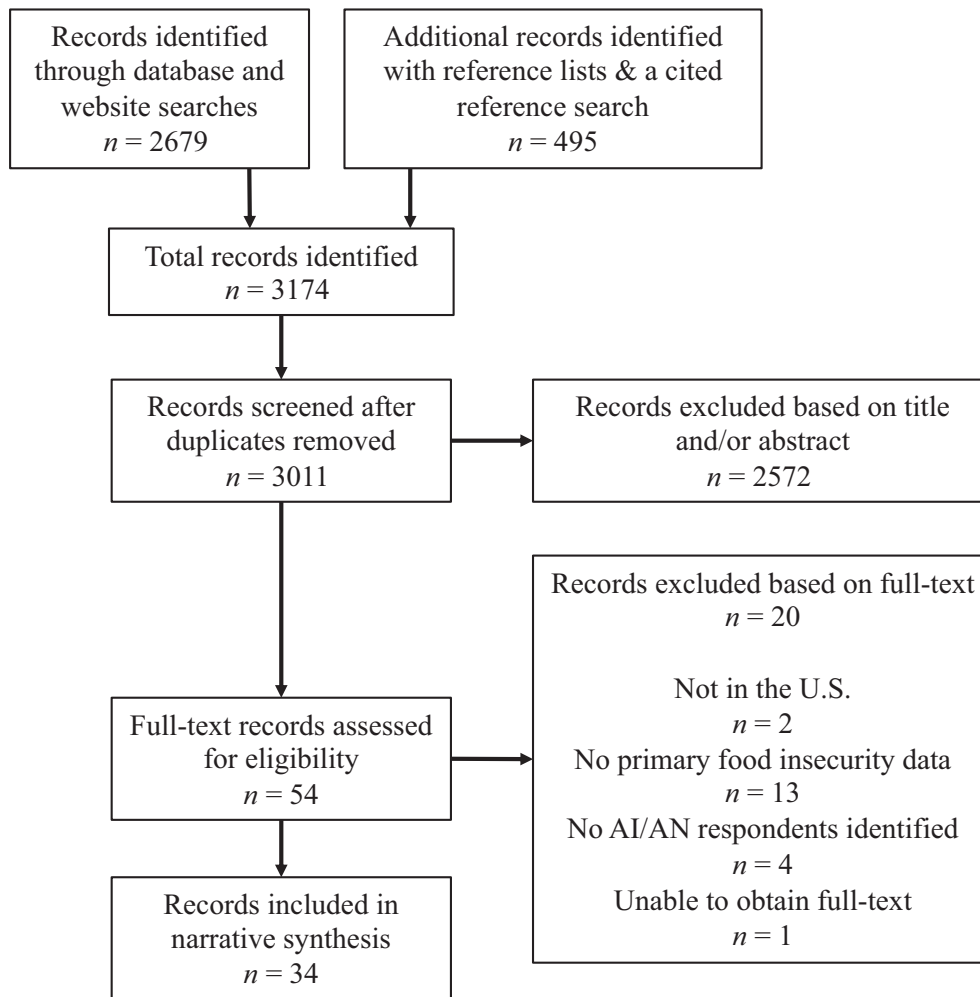 Records identified
through database and
website searches
n = 2679
Additional records identified
with reference lists & a cited
reference search
n = 495
Total records identified
n = 3174
Records screened after
duplicates removed
n = 3011
Records excluded based on title
and/or abstract
n = 2572
Full-text records assessed
for eligibility
n = 54
Records excluded based on full-text
n = 20
Not in the U.S.
n = 2
No primary food insecurity data
n = 13
No AI/AN respondents identified
n = 4
Unable to obtain full-text
n = 1
Records included in
narrative synthesis
n = 34